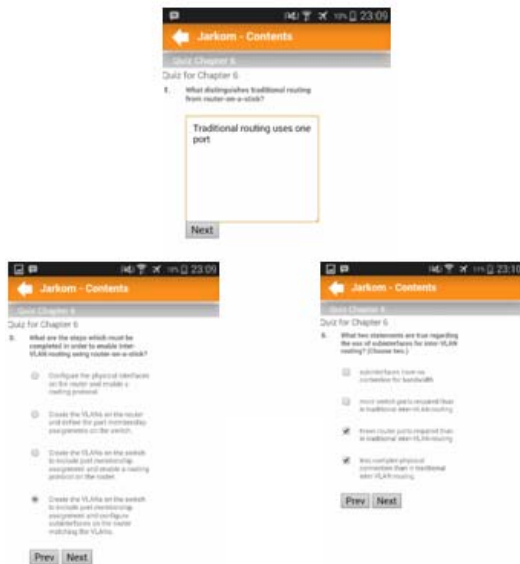 23:09
Jarkom - Contents
Quiz Chapter 6
Quiz for Chapter 6
What distinguishes traditional routing
from router-on-a-stick?
Traditional routing uses one
port
Next
23:09
Jarkom - Contents
Quiz Chapter 6
Quiz for Chapter 6
What are the steps which must be
completed in order to enable inter-
VLAN routing using router-on-a-stick?
Configure the physical interfaces
on the router and enable a
routing protocol.
Create the VLANs on the router
and define the port membership
assignments on the switch.
Create the VLANs on the switch
to include port membership
assignment and enable a routing
protocol on the router.
Create the VLANs on the switch
to include port membership
assignment and configure
subinterfaces on the router
matching the VLANs.
Prev Next
23:10
Jarkom - Contents
Quiz Chapter 6
Quiz for Chapter 6
What two statements are true regarding
the use of subinterfaces for inter-VLAN
routing? (Choose two.)
subinterfaces have no
contention for bandwidth
more switch ports required than
in traditional inter-VLAN routing
fewer router ports required than
in traditional inter-VLAN routing
less complex physical
connection than in traditional
inter-VLAN routing
Prev Next